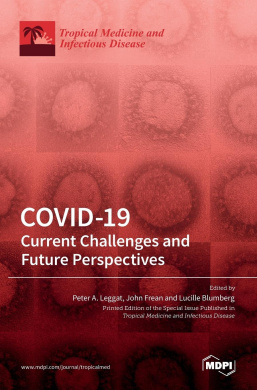 Tropical Medicine and
Infectious Disease
COVID-19
Current Challenges and
Future Perspectives
Edited by
Peter A. Leggat, John Frean and Lucille Blumberg
Printed Edition of the Special Issue Published in
Tropical Medicine and Infectious Disease
www.mdpi.com/journal/tropicalmed
MDPI